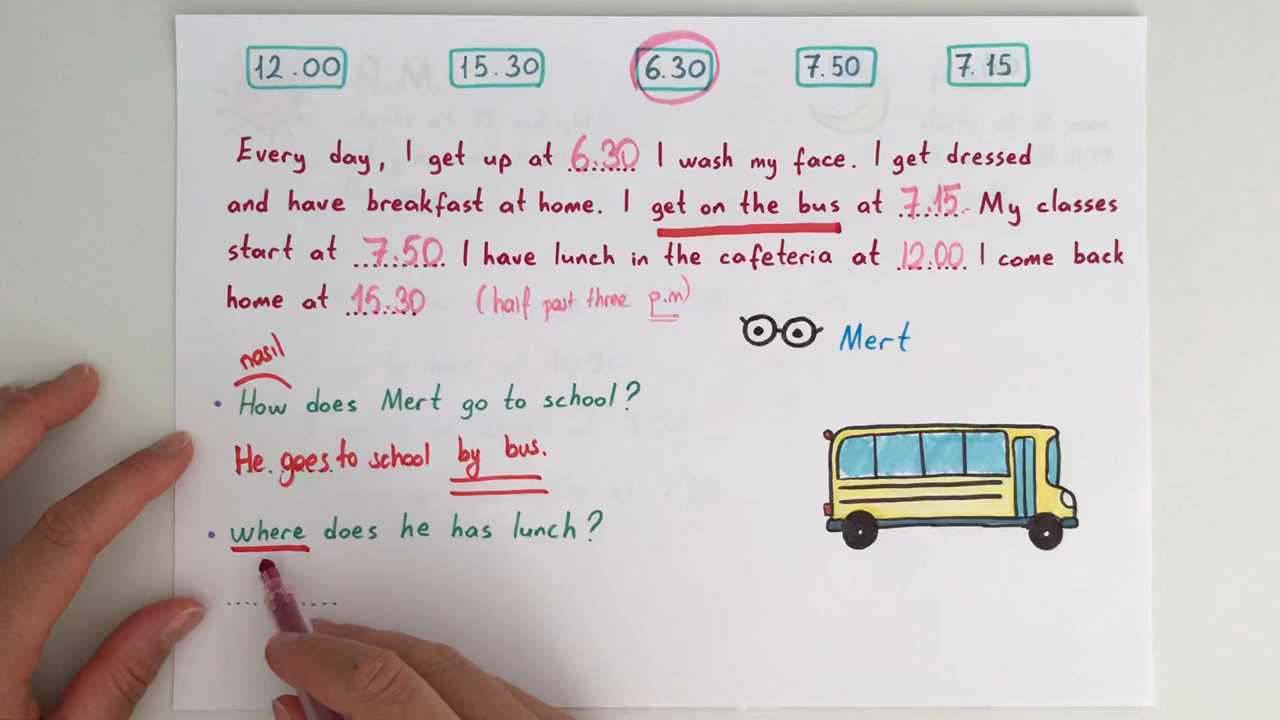 12.00 15.30 6.30 7.50 7.15
Every day, I get up at 6.30 I wash my face. I get dressed
and have breakfast at home. I get on the bus at 7.15. My classes
start at 7.50 I have lunch in the cafeteria at 12.00 I come back
home at 15.30 (half past three p.m)
Mert
nasıl
• How does Mert go to school?
He goes to school by bus.
• where does he has lunch?